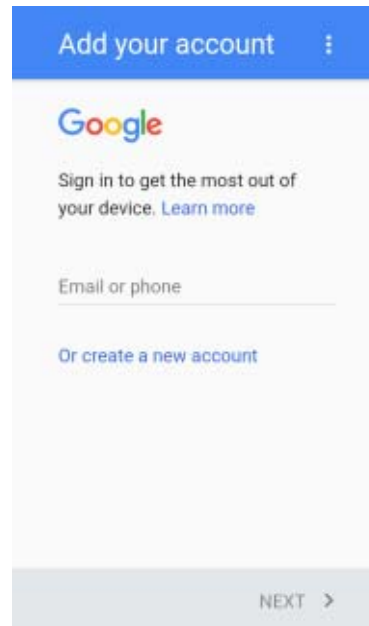 Add your account
Google
Sign in to get the most out of
your device. Learn more
Email or phone
Or create a new account
NEXT